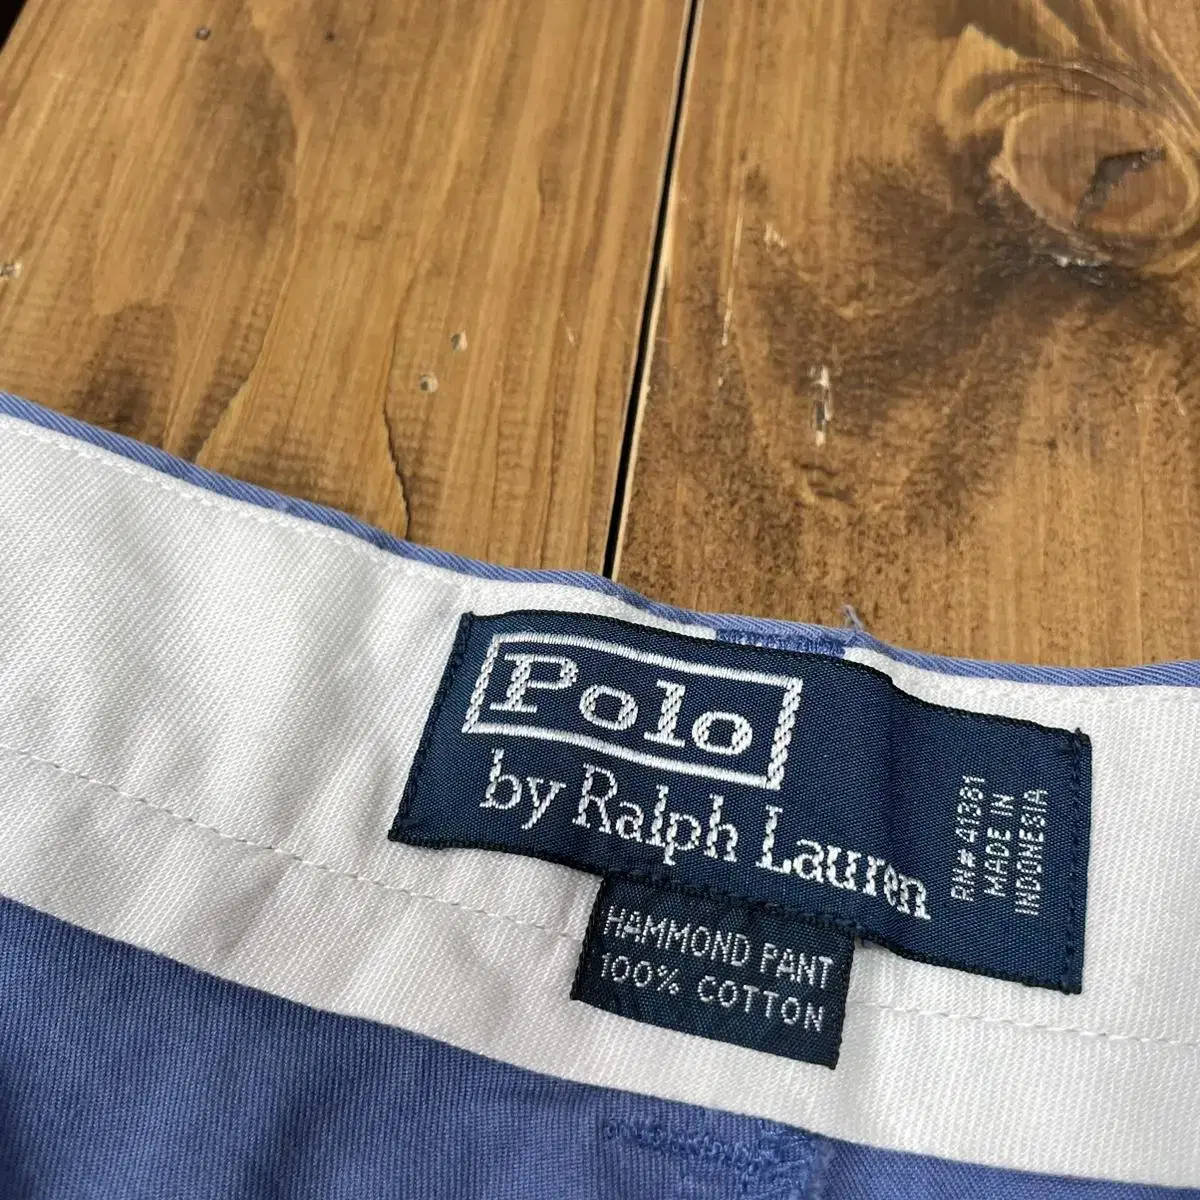 Polo
by Ralph Lauren
RN# 41381
MADE IN
INDONESIA
HAMMOND PANT
100% COTTON